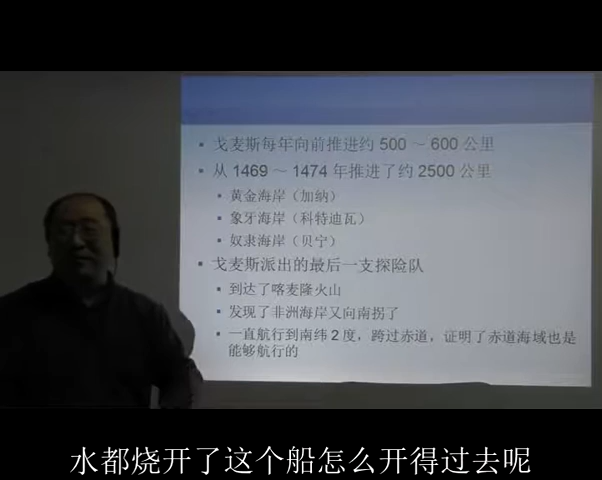 戈麦斯每年向前推进约 500 ~ 600 公里
从 1469 ~ 1474 年推进了约 2500 公里
黄金海岸（加纳）
象牙海岸（科特迪瓦）
奴隶海岸（贝宁）
戈麦斯派出的最后一支探险队
到达了喀麦隆火山
发现了非洲海岸又向南拐了
一直航行到南纬 2 度，跨过赤道，证明了赤道海域也是
能够航行的
水都烧开了这个船怎么开得过去呢